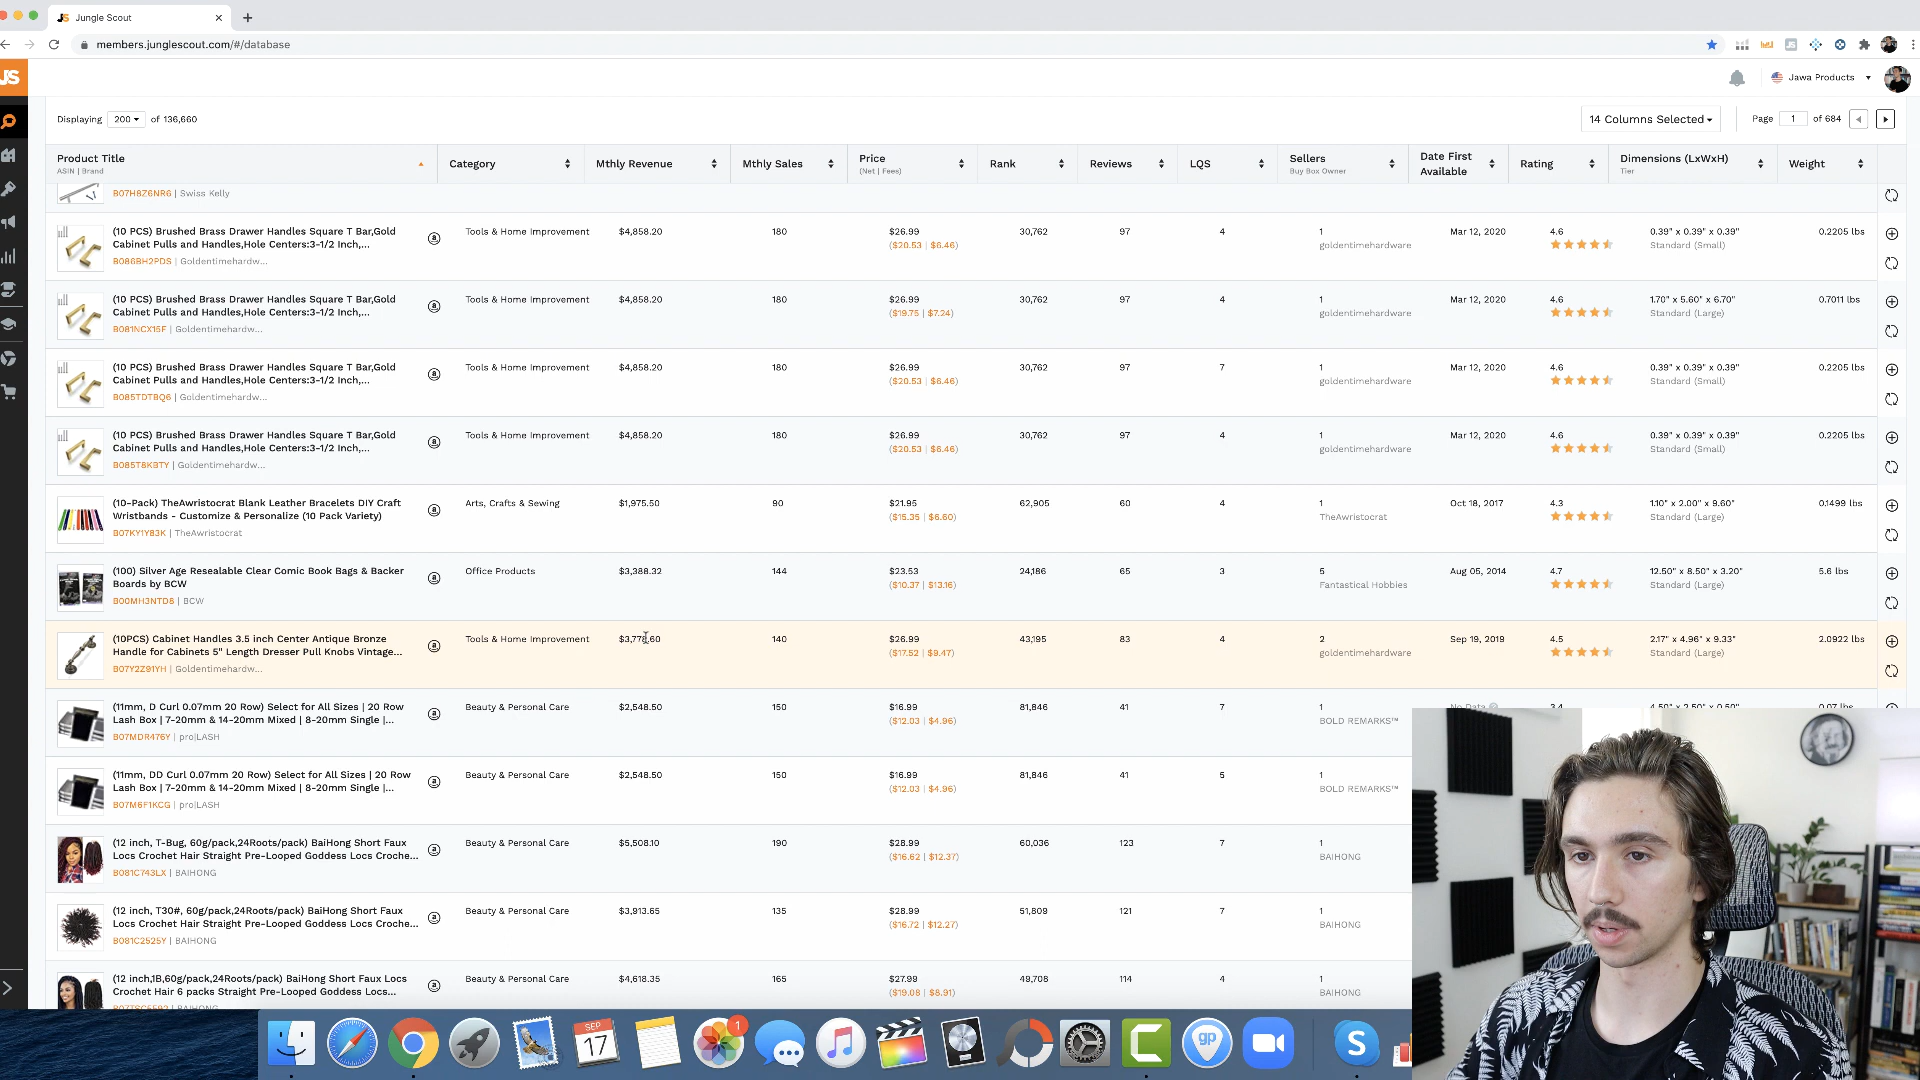 Jungle Scout
members.junglescout.com/#/database
JS
Jawa Products
Displaying 200 of 136,660
14 Columns Selected
Page 1 of 684
Product Title
ASIN | Brand
Category
Mthly Revenue
Mthly Sales
Price
(Net | Fees)
Rank
Reviews
LQS
Sellers
Buy Box Owner
Date First
Available
Rating
Dimensions (LxWxH)
Tier
Weight
B07H8Z6NR6 | Swiss Kelly
(10 PCS) Brushed Brass Drawer Handles Square T Bar,Gold
Cabinet Pulls and Handles,Hole Centers:3-1/2 Inch,...
B086BH2PDS | Goldentimehardw...
Tools & Home Improvement
$4,858.20
180
$26.99
($20.53 | $6.46)
30,762
97
4
1
goldentimehardware
Mar 12, 2020
4.6
0.39" x 0.39" x 0.39"
Standard (Small)
0.2205 lbs
(10 PCS) Brushed Brass Drawer Handles Square T Bar,Gold
Cabinet Pulls and Handles,Hole Centers:3-1/2 Inch,...
B081NCX15F | Goldentimehardw...
Tools & Home Improvement
$4,858.20
180
$26.99
($19.75 | $7.24)
30,762
97
4
1
goldentimehardware
Mar 12, 2020
4.6
1.70" x 5.60" x 6.70"
Standard (Large)
0.7011 lbs
(10 PCS) Brushed Brass Drawer Handles Square T Bar,Gold
Cabinet Pulls and Handles,Hole Centers:3-1/2 Inch,...
B085TDTBQ6 | Goldentimehardw...
Tools & Home Improvement
$4,858.20
180
$26.99
($20.53 | $6.46)
30,762
97
7
1
goldentimehardware
Mar 12, 2020
4.6
0.39" x 0.39" x 0.39"
Standard (Small)
0.2205 lbs
(10 PCS) Brushed Brass Drawer Handles Square T Bar,Gold
Cabinet Pulls and Handles,Hole Centers:3-1/2 Inch,...
B085T8KBTY | Goldentimehardw...
Tools & Home Improvement
$4,858.20
180
$26.99
($20.53 | $6.46)
30,762
97
4
1
goldentimehardware
Mar 12, 2020
4.6
0.39" x 0.39" x 0.39"
Standard (Small)
0.2205 lbs
(10-Pack) TheAwristocrat Blank Leather Bracelets DIY Craft
Wristbands - Customize & Personalize (10 Pack Variety)
B07KY1Y83K | TheAwristocrat
Arts, Crafts & Sewing
$1,975.50
90
$21.95
($15.35 | $6.60)
62,905
60
4
1
TheAwristocrat
Oct 18, 2017
4.3
1.10" x 2.00" x 9.60"
Standard (Large)
0.1499 lbs
(100) Silver Age Resealable Clear Comic Book Bags & Backer
Boards by BCW
B00MH3NTD8 | BCW
Office Products
$3,388.32
144
$23.53
($10.37 | $13.16)
24,186
65
3
5
Fantastical Hobbies
Aug 05, 2014
4.7
12.50" x 8.50" x 3.20"
Standard (Large)
5.6 lbs
(10PCS) Cabinet Handles 3.5 inch Center Antique Bronze
Handle for Cabinets 5" Length Dresser Pull Knobs Vintage...
B07Y2Z91YH | Goldentimehardw...
Tools & Home Improvement
$3,778.60
140
$26.99
($17.52 | $9.47)
43,195
83
4
2
goldentimehardware
Sep 19, 2019
4.5
2.17" x 4.96" x 9.33"
Standard (Large)
2.0922 lbs
(11mm, D Curl 0.07mm 20 Row) Select for All Sizes | 20 Row
Lash Box | 7-20mm & 14-20mm Mixed | 8-20mm Single |...
B07MDR476Y | pro|LASH
Beauty & Personal Care
$2,548.50
150
$16.99
($12.03 | $4.96)
81,846
41
7
1
BOLD REMARKS™
No Data
3.4
4.50" x 2.50" x 0.50"
0.07 lbs
(11mm, DD Curl 0.07mm 20 Row) Select for All Sizes | 20 Row
Lash Box | 7-20mm & 14-20mm Mixed | 8-20mm Single |...
B07M6F1KCG | pro|LASH
Beauty & Personal Care
$2,548.50
150
$16.99
($12.03 | $4.96)
81,846
41
5
1
BOLD REMARKS™
(12 inch, T-Bug, 60g/pack,24Roots/pack) BaiHong Short Faux
Locs Crochet Hair Straight Pre-Looped Goddess Locs Croche...
B081C743LX | BAIHONG
Beauty & Personal Care
$5,508.10
190
$28.99
($16.62 | $12.37)
60,036
123
7
1
BAIHONG
(12 inch, T30#, 60g/pack,24Roots/pack) BaiHong Short Faux
Locs Crochet Hair Straight Pre-Looped Goddess Locs Croche...
B081C2525Y | BAIHONG
Beauty & Personal Care
$3,913.65
135
$28.99
($16.72 | $12.27)
51,809
121
7
1
BAIHONG
(12 inch,1B,60g/pack,24Roots/pack) BaiHong Short Faux Locs
Crochet Hair 6 packs Straight Pre-Looped Goddess Locs...
BAIHONG
Beauty & Personal Care
$4,618.35
165
$27.99
($19.08 | $8.91)
49,708
114
4
1
BAIHONG
SEP
17
1
gp